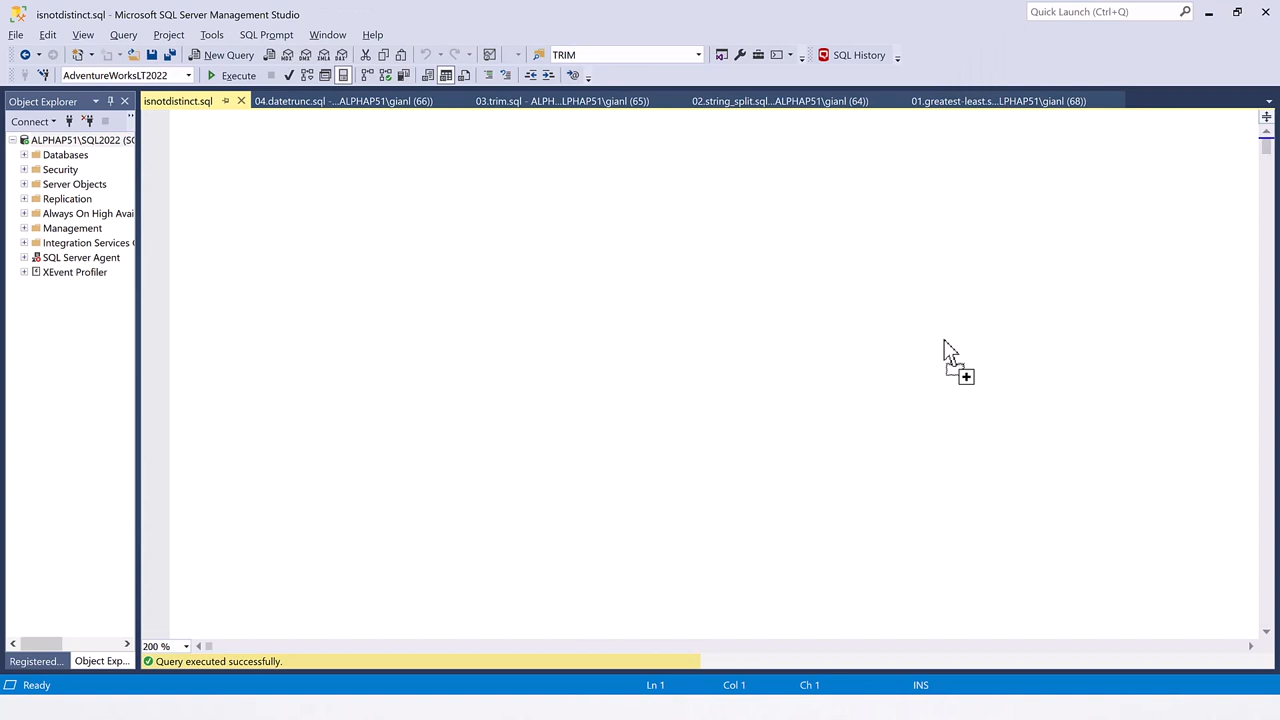 isnotdistinct.sql - Microsoft SQL Server Management Studio
Quick Launch (Ctrl+Q)
File Edit View Query Project Tools SQL Prompt Window Help
New Query
TRIM
SQL History
AdventureWorksLT2022
Execute
Object Explorer
isnotdistinct.sql
04.datetrunc.sql -...ALPHAP51\gianl (66))
03.trim.sql - ALPH...LPHAP51\gianl (65))
02.string_split.sql...ALPHAP51\gianl (64))
01.greatest-least.s...LPHAP51\gianl (68))
Connect
ALPHAP51\SQL2022 (SQ
Databases
Security
Server Objects
Replication
Always On High Avai
Management
Integration Services C
SQL Server Agent
XEvent Profiler
200 %
Registered...
Object Exp...
Query executed successfully.
Ready
Ln 1
Col 1
Ch 1
INS